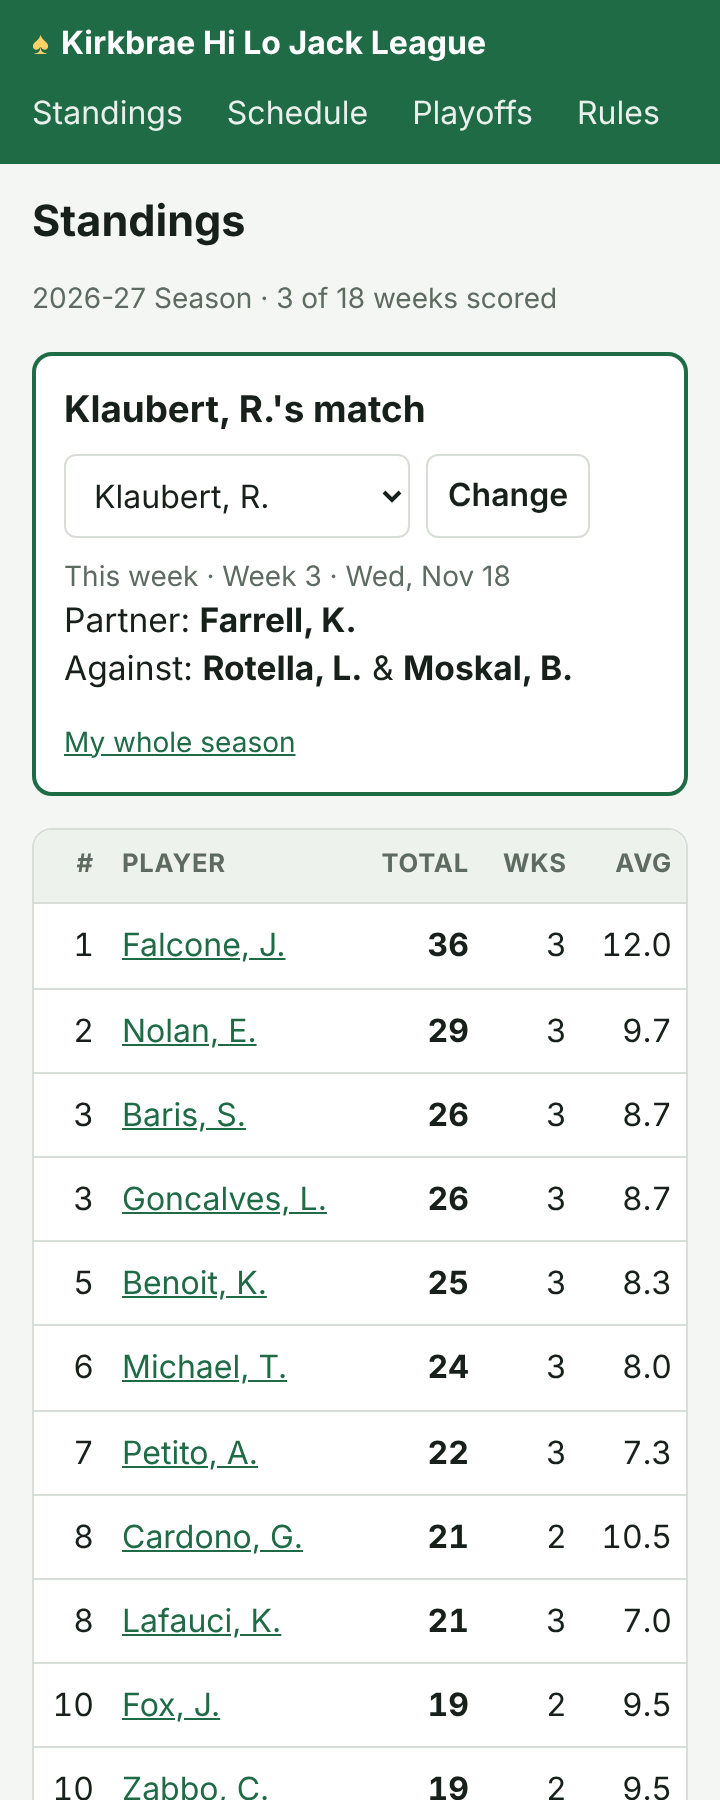 ♠ Kirkbrae Hi Lo Jack League
Standings Schedule Playoffs Rules
Standings
2026-27 Season · 3 of 18 weeks scored
Klaubert, R.'s match
Klaubert, R. Change
This week · Week 3 · Wed, Nov 18
Partner: Farrell, K.
Against: Rotella, L. & Moskal, B.
My whole season
# PLAYER TOTAL WKS AVG
1 Falcone, J. 36 3 12.0
2 Nolan, E. 29 3 9.7
3 Baris, S. 26 3 8.7
3 Goncalves, L. 26 3 8.7
5 Benoit, K. 25 3 8.3
6 Michael, T. 24 3 8.0
7 Petito, A. 22 3 7.3
8 Cardono, G. 21 2 10.5
8 Lafauci, K. 21 3 7.0
10 Fox, J. 19 2 9.5
10 Zabbo, C. 19 2 9.5